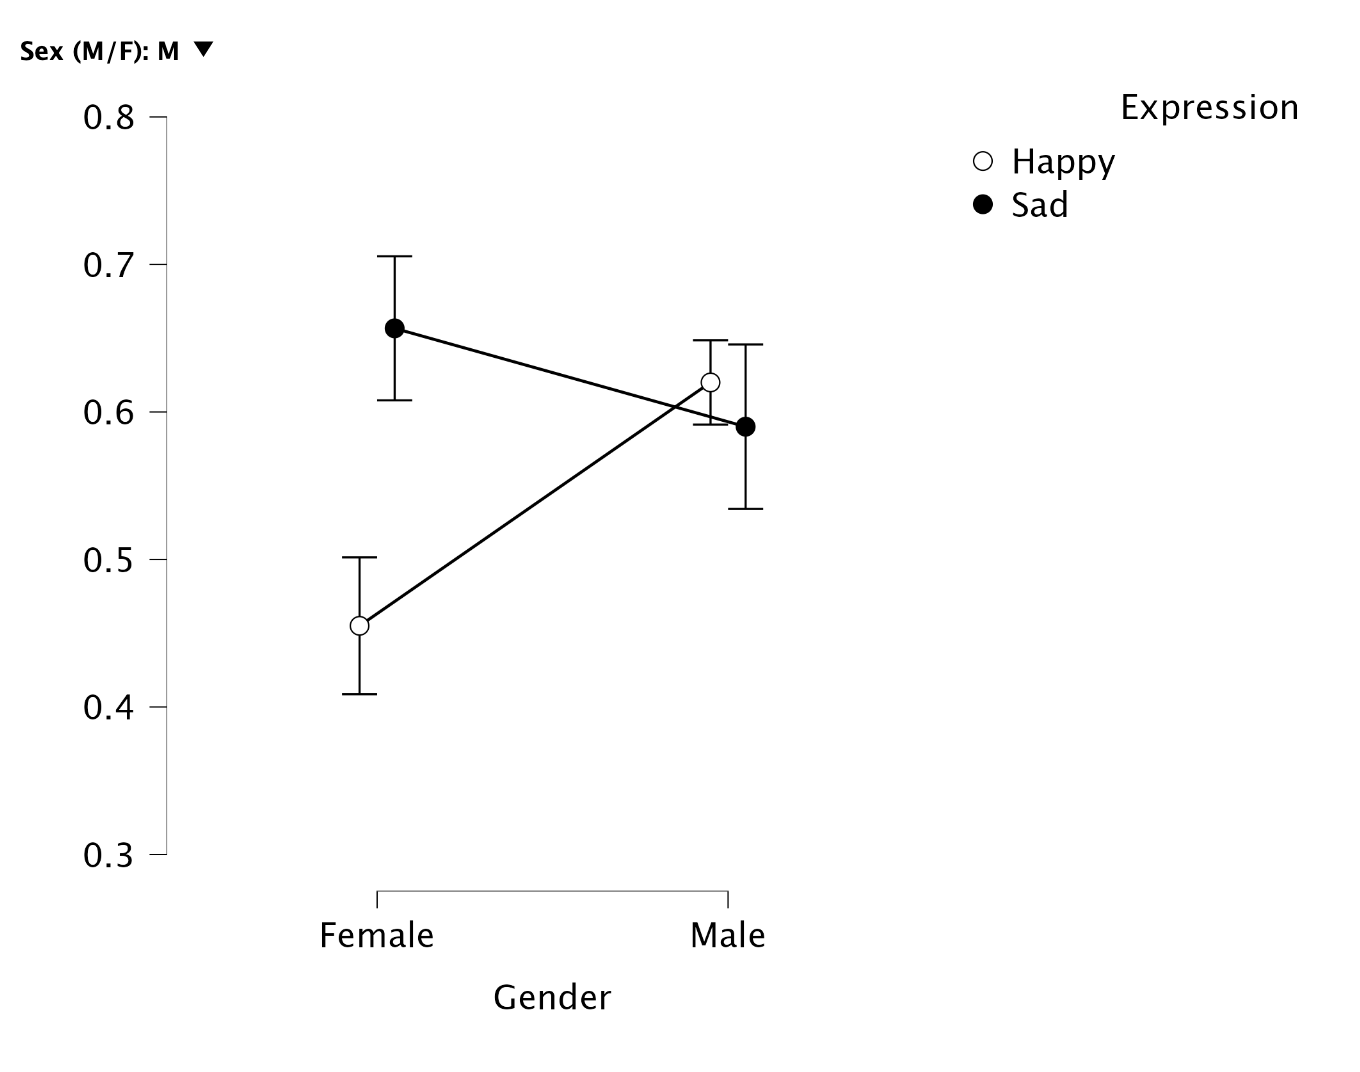 Sex (M/F): M ▼
Expression
Happy
Sad
0.8
0.7
0.6
0.5
0.4
0.3
Female Male
Gender